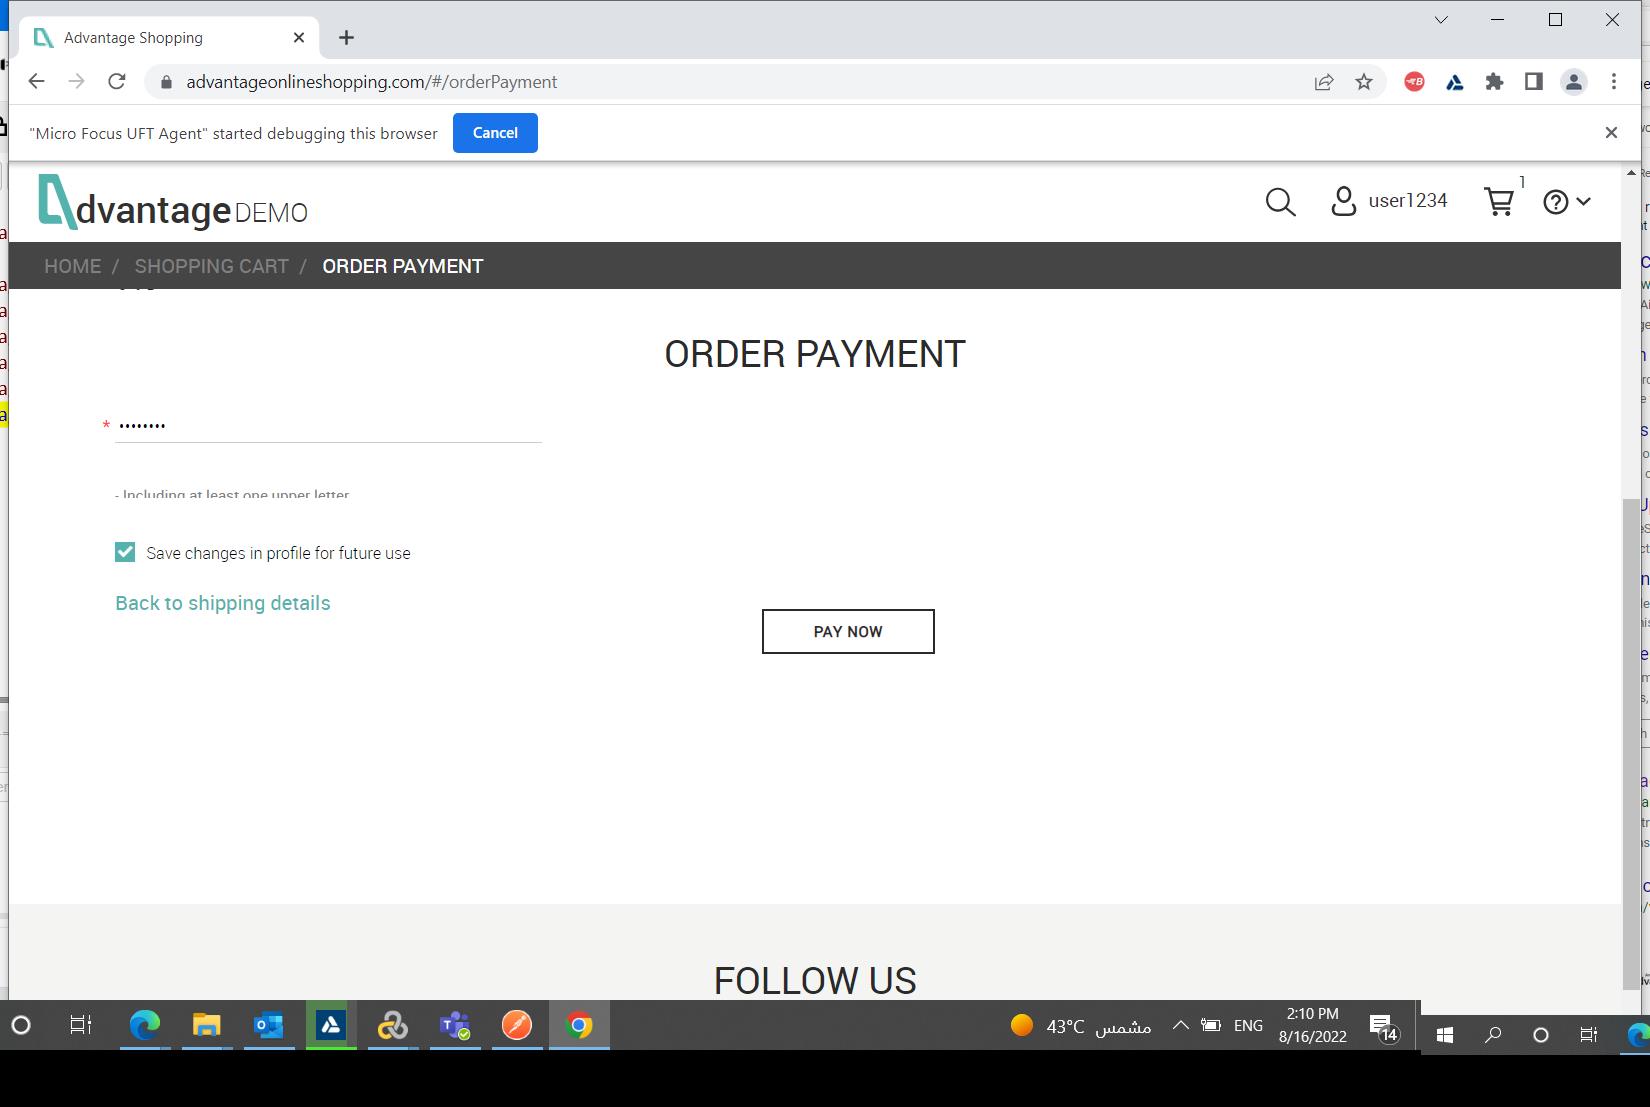 Advantage Shopping
advantageonlineshopping.com/#/orderPayment
"Micro Focus UFT Agent" started debugging this browser Cancel
dvantage DEMO
user1234
1
HOME / SHOPPING CART / ORDER PAYMENT
ORDER PAYMENT
* ••••••••
- Including at least one upper letter
Save changes in profile for future use
Back to shipping details
PAY NOW
FOLLOW US
43°C مشمس
ENG
2:10 PM
8/16/2022
14